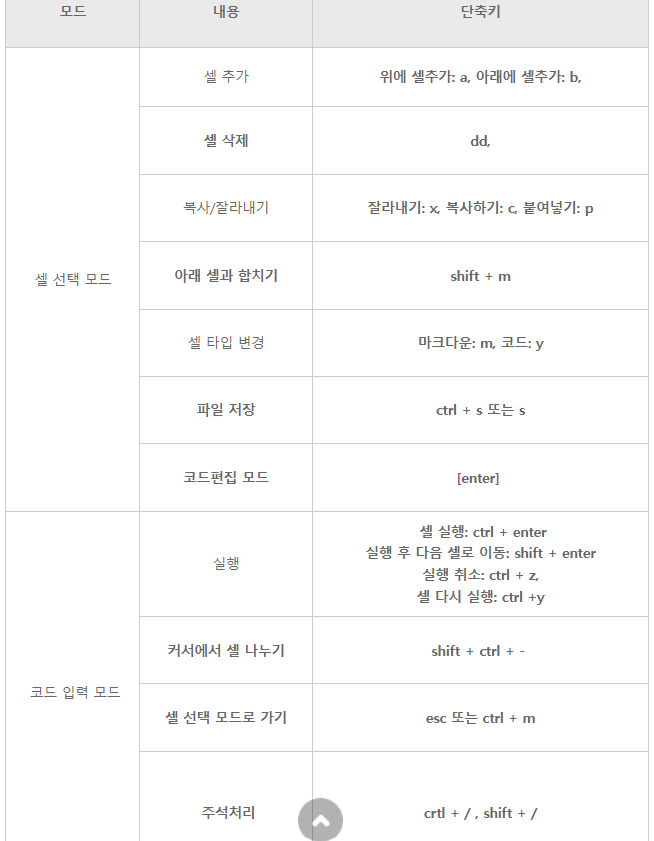 모드 내용 단축키
셀 선택 모드
셀 추가 위에 셀추가: a, 아래에 셀추가: b,
셀 삭제 dd,
복사/잘라내기 잘라내기: x, 복사하기: c, 붙여넣기: p
아래 셀과 합치기 shift + m
셀 타입 변경 마크다운: m, 코드: y
파일 저장 ctrl + s 또는 s
코드편집 모드 [enter]
코드 입력 모드
실행
셀 실행: ctrl + enter
실행 후 다음 셀로 이동: shift + enter
실행 취소: ctrl + z,
셀 다시 실행: ctrl +y
커서에서 셀 나누기 shift + ctrl + -
셀 선택 모드로 가기 esc 또는 ctrl + m
주석처리 crtl + / , shift + /